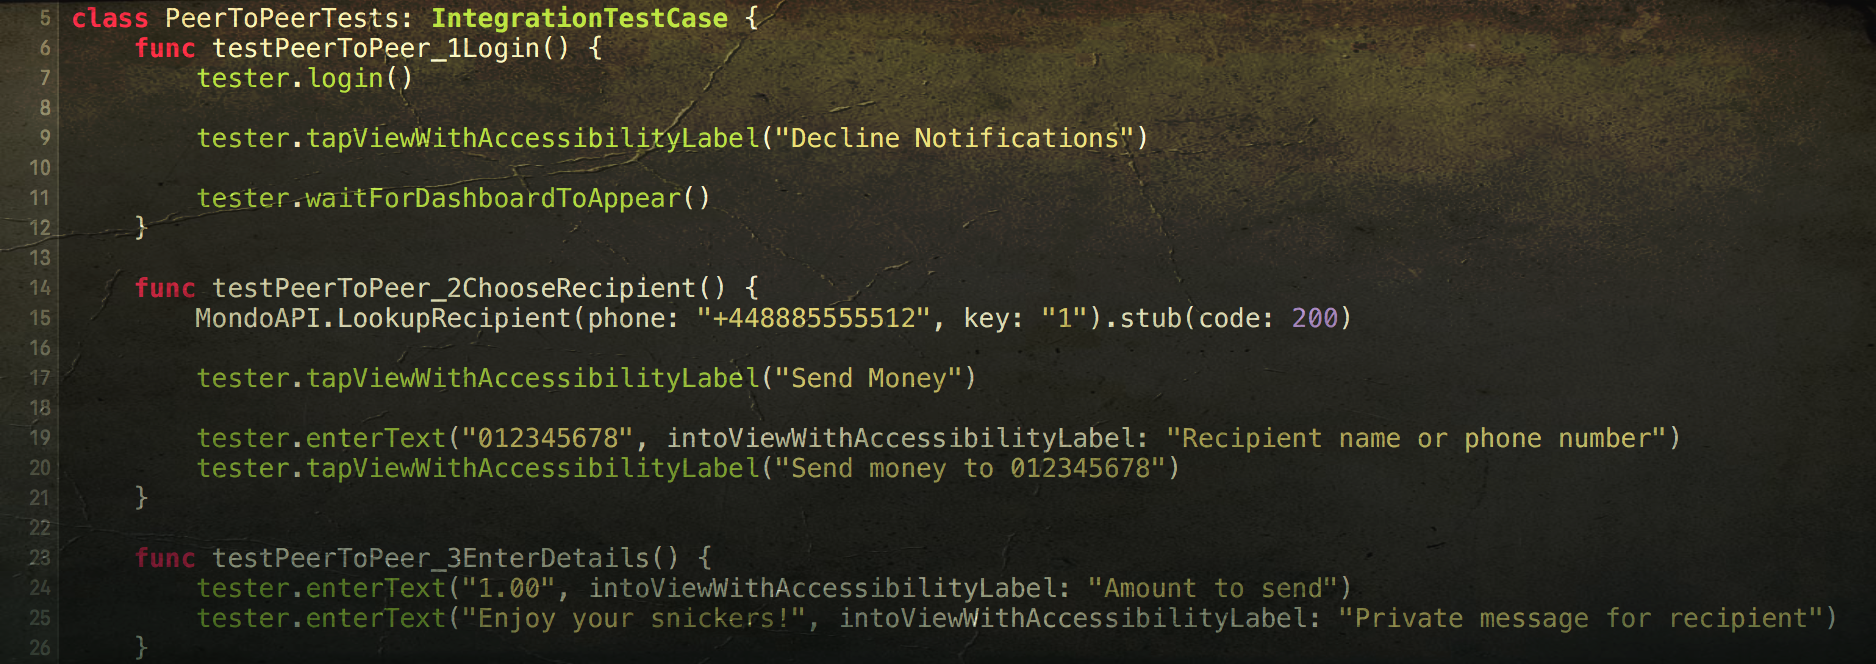 5 class PeerToPeerTests: IntegrationTestCase {
6     func testPeerToPeer_1Login() {
7         tester.login()
8
9         tester.tapViewWithAccessibilityLabel("Decline Notifications")
10
11         tester.waitForDashboardToAppear()
12     }
13
14     func testPeerToPeer_2ChooseRecipient() {
15         MondoAPI.LookupRecipient(phone: "+448885555512", key: "1").stub(code: 200)
16
17         tester.tapViewWithAccessibilityLabel("Send Money")
18
19         tester.enterText("012345678", intoViewWithAccessibilityLabel: "Recipient name or phone number")
20         tester.tapViewWithAccessibilityLabel("Send money to 012345678")
21     }
22
23     func testPeerToPeer_3EnterDetails() {
24         tester.enterText("1.00", intoViewWithAccessibilityLabel: "Amount to send")
25         tester.enterText("Enjoy your snickers!", intoViewWithAccessibilityLabel: "Private message for recipient")
26     }